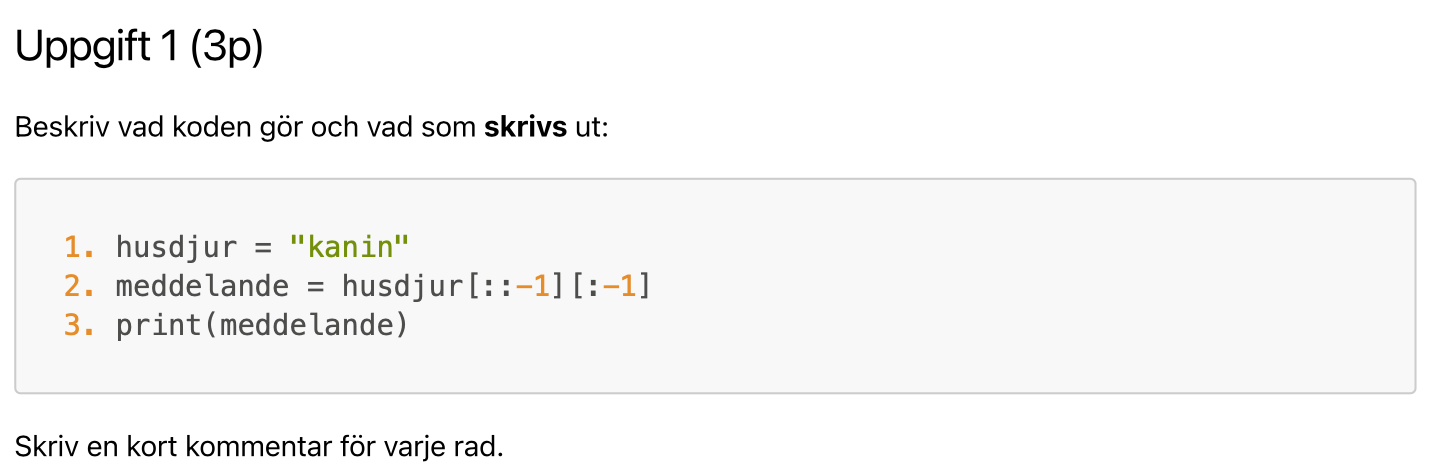 Uppgift 1 (3p)
Beskriv vad koden gör och vad som skrivs ut:
1. husdjur = "kanin"
2. meddelande = husdjur[::-1][:-1]
3. print(meddelande)
Skriv en kort kommentar för varje rad.